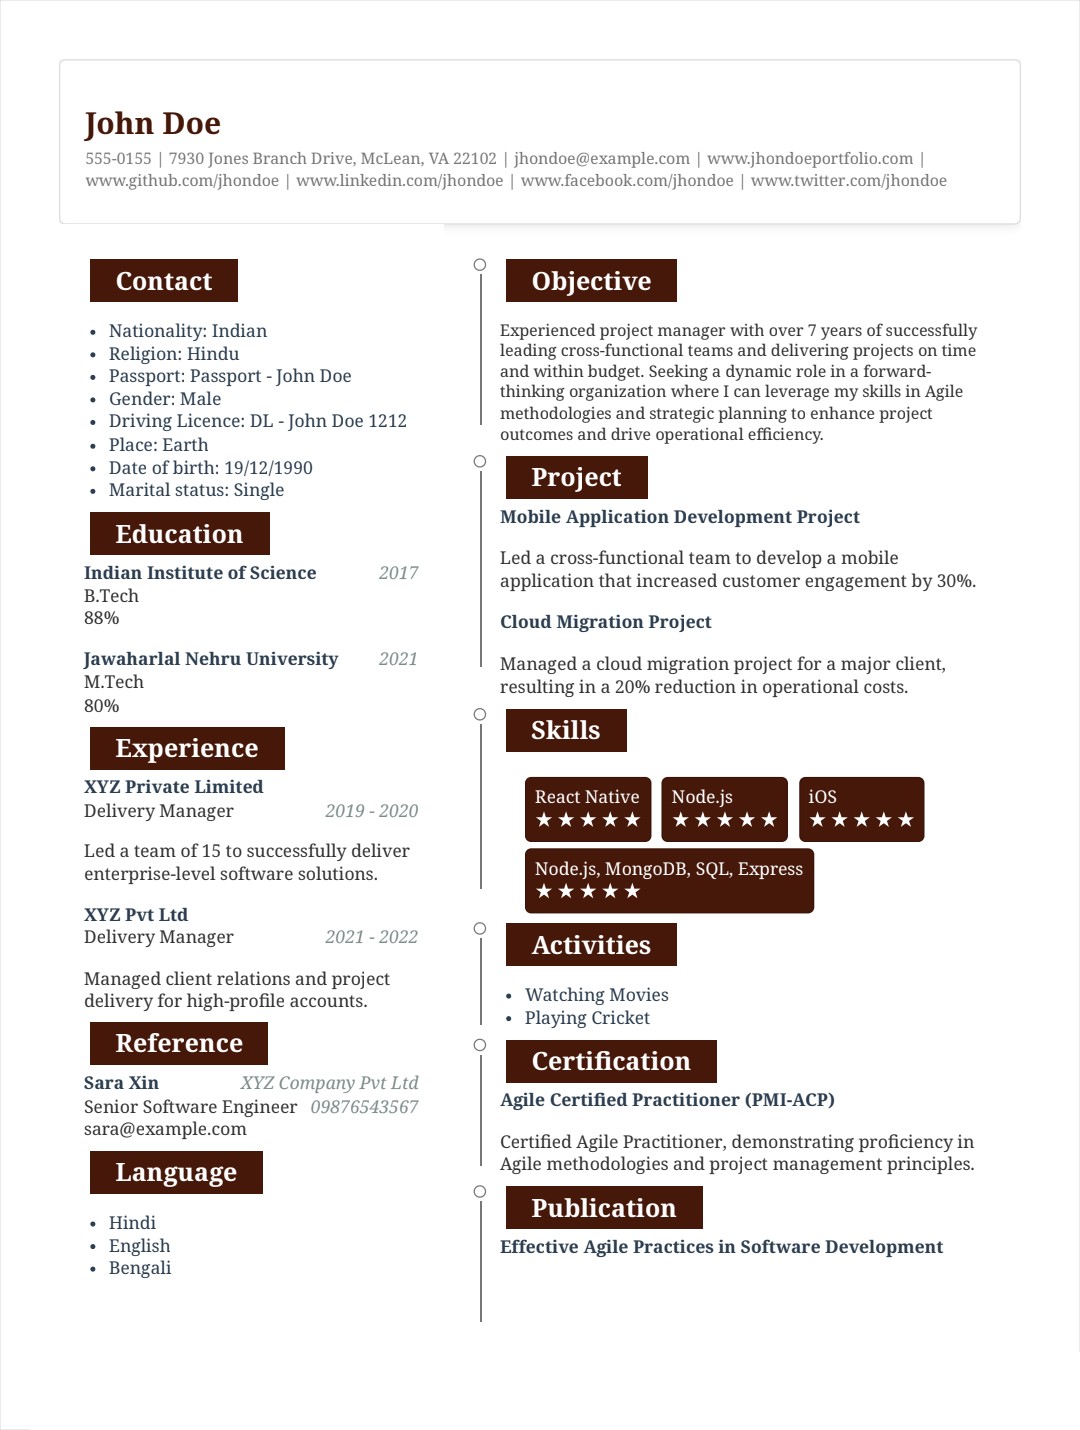 John Doe
555-0155 | 7930 Jones Branch Drive, McLean, VA 22102 | jhondoe@example.com | www.jhondoeportfolio.com |
www.github.com/jhondoe | www.linkedin.com/jhondoe | www.facebook.com/jhondoe | www.twitter.com/jhondoe
Contact
• Nationality: Indian
• Religion: Hindu
• Passport: Passport - John Doe
• Gender: Male
• Driving Licence: DL - John Doe 1212
• Place: Earth
• Date of birth: 19/12/1990
• Marital status: Single
Education
Indian Institute of Science 2017
B.Tech
88%
Jawaharlal Nehru University 2021
M.Tech
80%
Experience
XYZ Private Limited
Delivery Manager 2019 - 2020
Led a team of 15 to successfully deliver
enterprise-level software solutions.
XYZ Pvt Ltd
Delivery Manager 2021 - 2022
Managed client relations and project
delivery for high-profile accounts.
Reference
Sara Xin XYZ Company Pvt Ltd
Senior Software Engineer 09876543567
sara@example.com
Language
• Hindi
• English
• Bengali
Objective
Experienced project manager with over 7 years of successfully
leading cross-functional teams and delivering projects on time
and within budget. Seeking a dynamic role in a forward-
thinking organization where I can leverage my skills in Agile
methodologies and strategic planning to enhance project
outcomes and drive operational efficiency.
Project
Mobile Application Development Project
Led a cross-functional team to develop a mobile
application that increased customer engagement by 30%.
Cloud Migration Project
Managed a cloud migration project for a major client,
resulting in a 20% reduction in operational costs.
Skills
React Native Node.js iOS
★★★★★ ★★★★★ ★★★★★
Node.js, MongoDB, SQL, Express
★★★★★
Activities
• Watching Movies
• Playing Cricket
Certification
Agile Certified Practitioner (PMI-ACP)
Certified Agile Practitioner, demonstrating proficiency in
Agile methodologies and project management principles.
Publication
Effective Agile Practices in Software Development